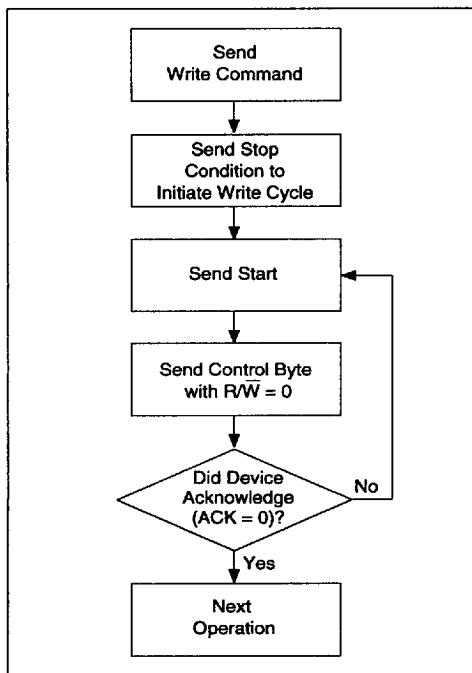 Send
Write Command
Send Stop
Condition to
Initiate Write Cycle
Send Start
Send Control Byte
with R/W̅ = 0
Did Device
Acknowledge
(ACK = 0)?
No
Yes
Next
Operation